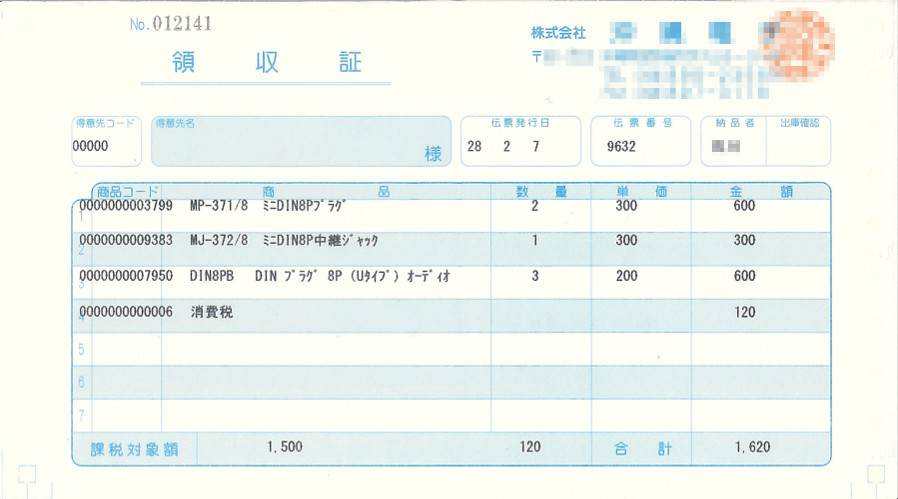 No.012141
株式会社
領収証
〒
得意先コード 得意先名 伝票発行日 伝票番号 納品者 出庫確認
00000 様 28 2 7 9632
商品コード 商品 数量 単価 金額
1 0000000003799 MP-371/8 ミニDIN8Pプラグ 2 300 600
2 0000000009383 MJ-372/8 ミニDIN8P中継ジャック 1 300 300
3 0000000007950 DIN8PB DIN プラグ 8P (Uタイプ) オーディオ 3 200 600
4 0000000000006 消費税 120
5
6
7
課税対象額 1,500 120 合計 1,620